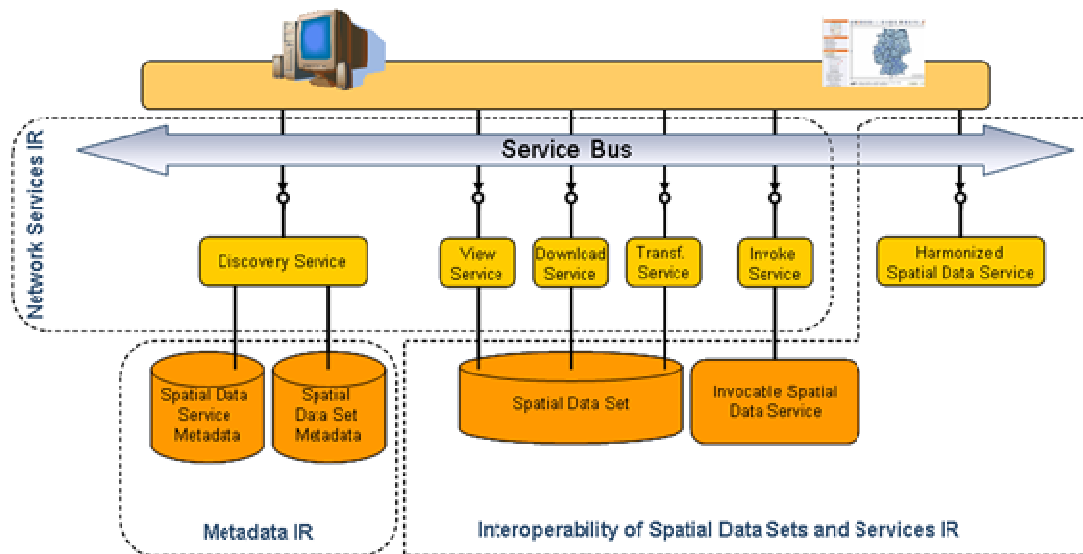 Service Bus
Network Services IR
Discovery Service
View
Service
Download
Service
Transf.
Service
Invoke
Service
Harmonized
Spatial Data Service
Spatial Data
Service
Metadata
Spatial
Data Set
Metadata
Spatial Data Set
Invocable Spatial
Data Service
Metadata IR
Interoperability of Spatial Data Sets and Services IR